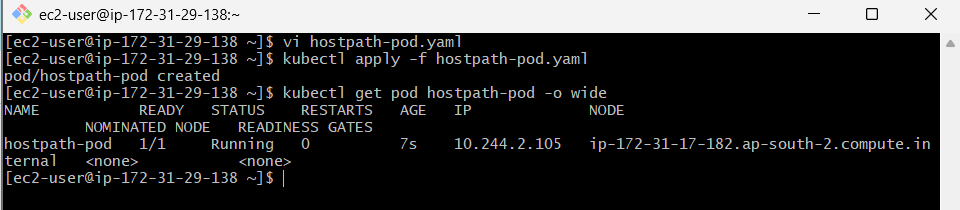 ec2-user@ip-172-31-29-138:~
[ec2-user@ip-172-31-29-138 ~]$ vi hostpath-pod.yaml
[ec2-user@ip-172-31-29-138 ~]$ kubectl apply -f hostpath-pod.yaml
pod/hostpath-pod created
[ec2-user@ip-172-31-29-138 ~]$ kubectl get pod hostpath-pod -o wide
NAME           READY   STATUS    RESTARTS   AGE   IP             NODE
         NOMINATED NODE   READINESS GATES
hostpath-pod   1/1     Running   0          7s    10.244.2.105   ip-172-31-17-182.ap-south-2.compute.in
ternal   <none>           <none>
[ec2-user@ip-172-31-29-138 ~]$